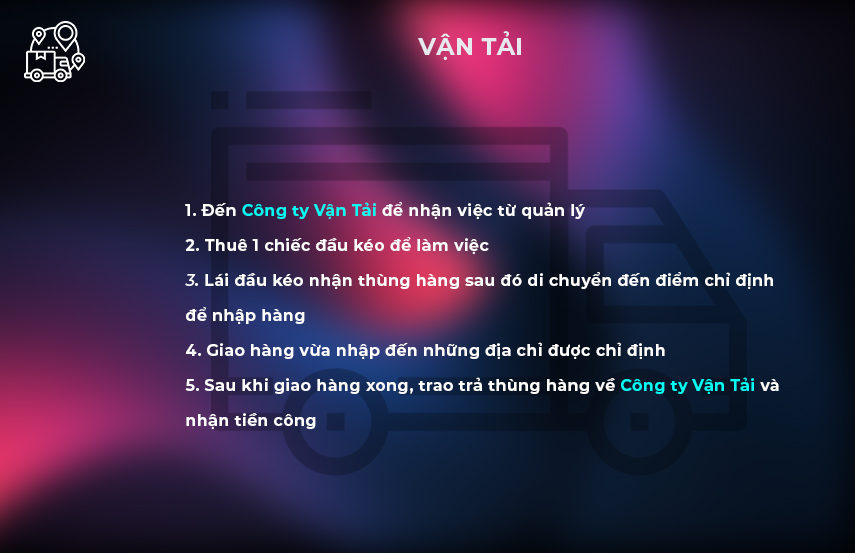 VẬN TẢI
1. Đến Công ty Vận Tải để nhận việc từ quản lý
2. Thuê 1 chiếc đầu kéo để làm việc
3. Lái đầu kéo nhận thùng hàng sau đó di chuyển đến điểm chỉ định
để nhập hàng
4. Giao hàng vừa nhập đến những địa chỉ được chỉ định
5. Sau khi giao hàng xong, trao trả thùng hàng về Công ty Vận Tải và
nhận tiền công